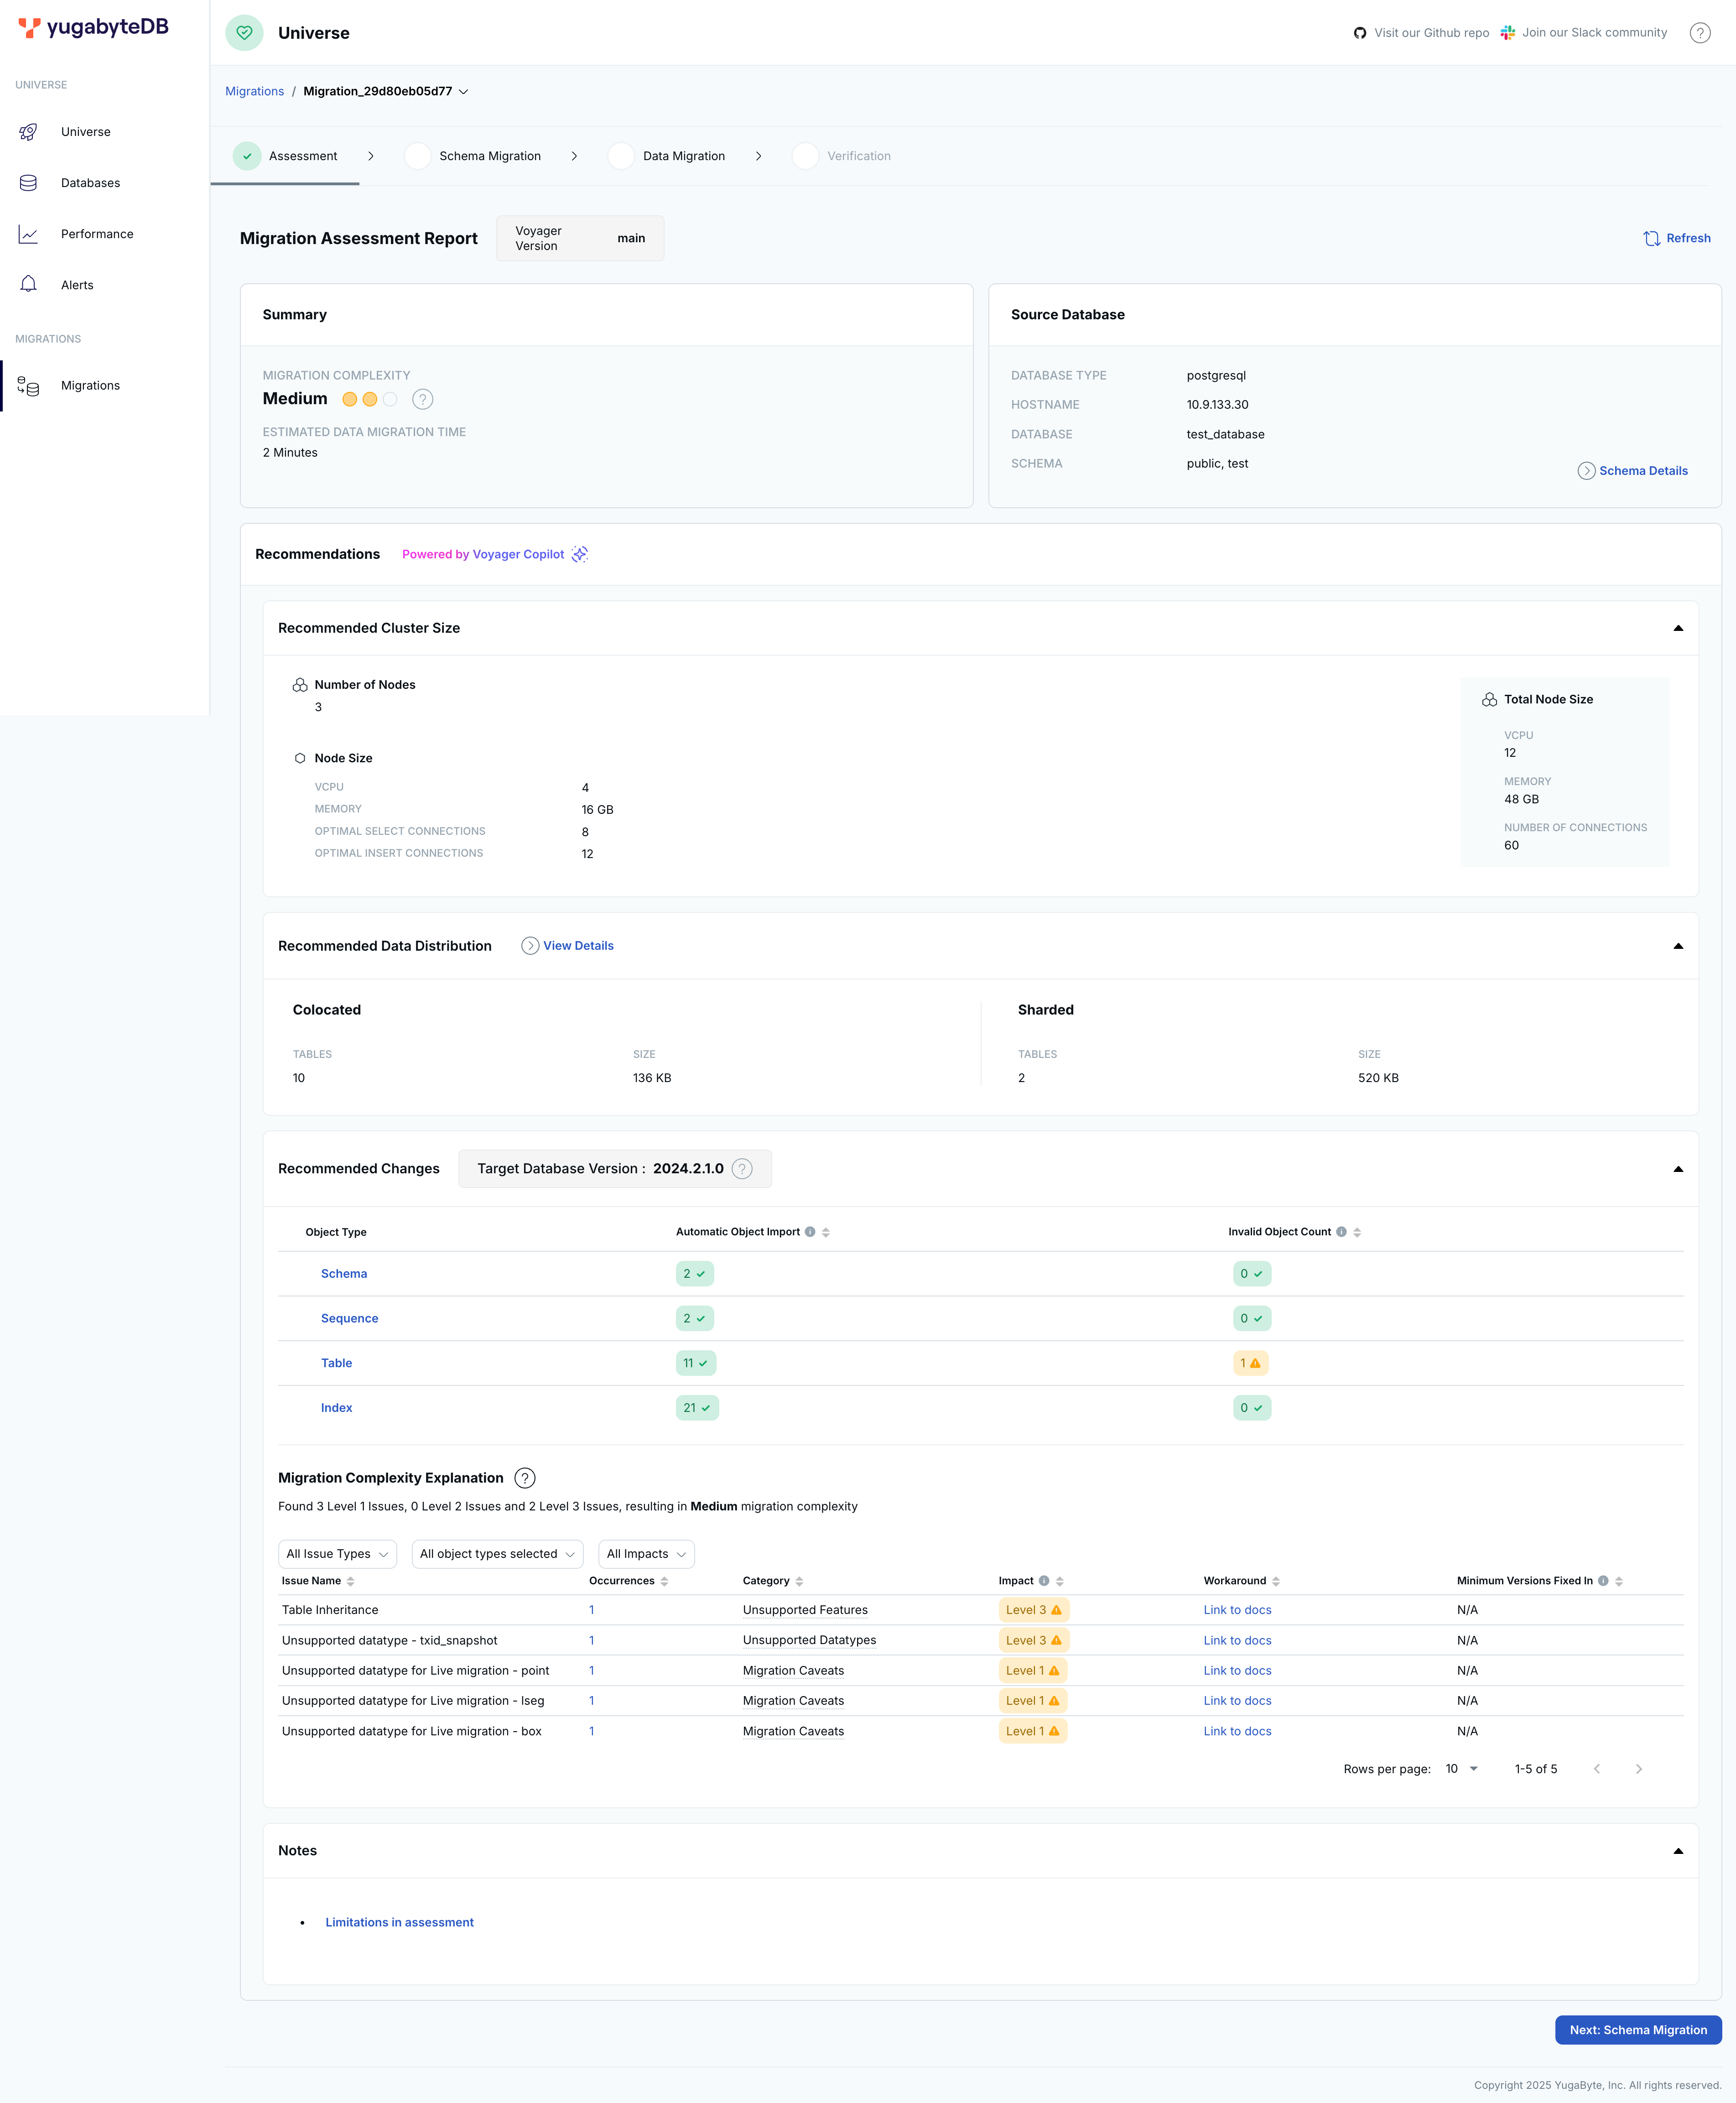 yugabyteDB
Universe
Visit our Github repo
Join our Slack community
?
UNIVERSE
Universe
Databases
Performance
Alerts
MIGRATIONS
Migrations
Migrations / Migration_29d80eb05d77
Assessment
Schema Migration
Data Migration
Verification
Migration Assessment Report
Voyager
Version
main
Refresh
Summary
MIGRATION COMPLEXITY
Medium ?
ESTIMATED DATA MIGRATION TIME
2 Minutes
Source Database
DATABASE TYPE postgresql
HOSTNAME 10.9.133.30
DATABASE test_database
SCHEMA public, test
Schema Details
Recommendations Powered by Voyager Copilot
Recommended Cluster Size
Number of Nodes
3
Node Size
VCPU 4
MEMORY 16 GB
OPTIMAL SELECT CONNECTIONS 8
OPTIMAL INSERT CONNECTIONS 12
Total Node Size
VCPU
12
MEMORY
48 GB
NUMBER OF CONNECTIONS
60
Recommended Data Distribution View Details
Colocated
TABLES SIZE
10 136 KB
Sharded
TABLES SIZE
2 520 KB
Recommended Changes Target Database Version : 2024.2.1.0 ?
Object Type Automatic Object Import Invalid Object Count
Schema 2 0
Sequence 2 0
Table 11 1
Index 21 0
Migration Complexity Explanation ?
Found 3 Level 1 Issues, 0 Level 2 Issues and 2 Level 3 Issues, resulting in Medium migration complexity
All Issue Types All object types selected All Impacts
Issue Name Occurrences Category Impact Workaround Minimum Versions Fixed In
Table Inheritance 1 Unsupported Features Level 3 Link to docs N/A
Unsupported datatype - txid_snapshot 1 Unsupported Datatypes Level 3 Link to docs N/A
Unsupported datatype for Live migration - point 1 Migration Caveats Level 1 Link to docs N/A
Unsupported datatype for Live migration - lseg 1 Migration Caveats Level 1 Link to docs N/A
Unsupported datatype for Live migration - box 1 Migration Caveats Level 1 Link to docs N/A
Rows per page: 10 1-5 of 5
Notes
• Limitations in assessment
Next: Schema Migration
Copyright 2025 YugaByte, Inc. All rights reserved.